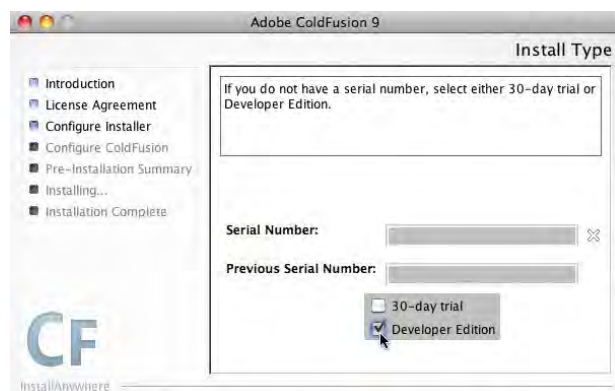 Adobe ColdFusion 9
Install Type
Introduction
License Agreement
Configure Installer
Configure ColdFusion
Pre-Installation Summary
Installing...
Installation Complete
If you do not have a serial number, select either 30-day trial or
Developer Edition.
Serial Number:
Previous Serial Number:
30-day trial
Developer Edition
CF
InstallAnywhere